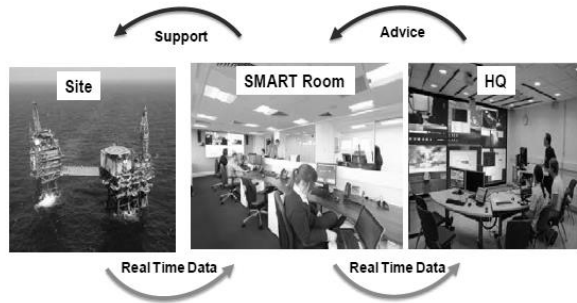 Support
Advice
Site
SMART Room
HQ
Real Time Data
Real Time Data